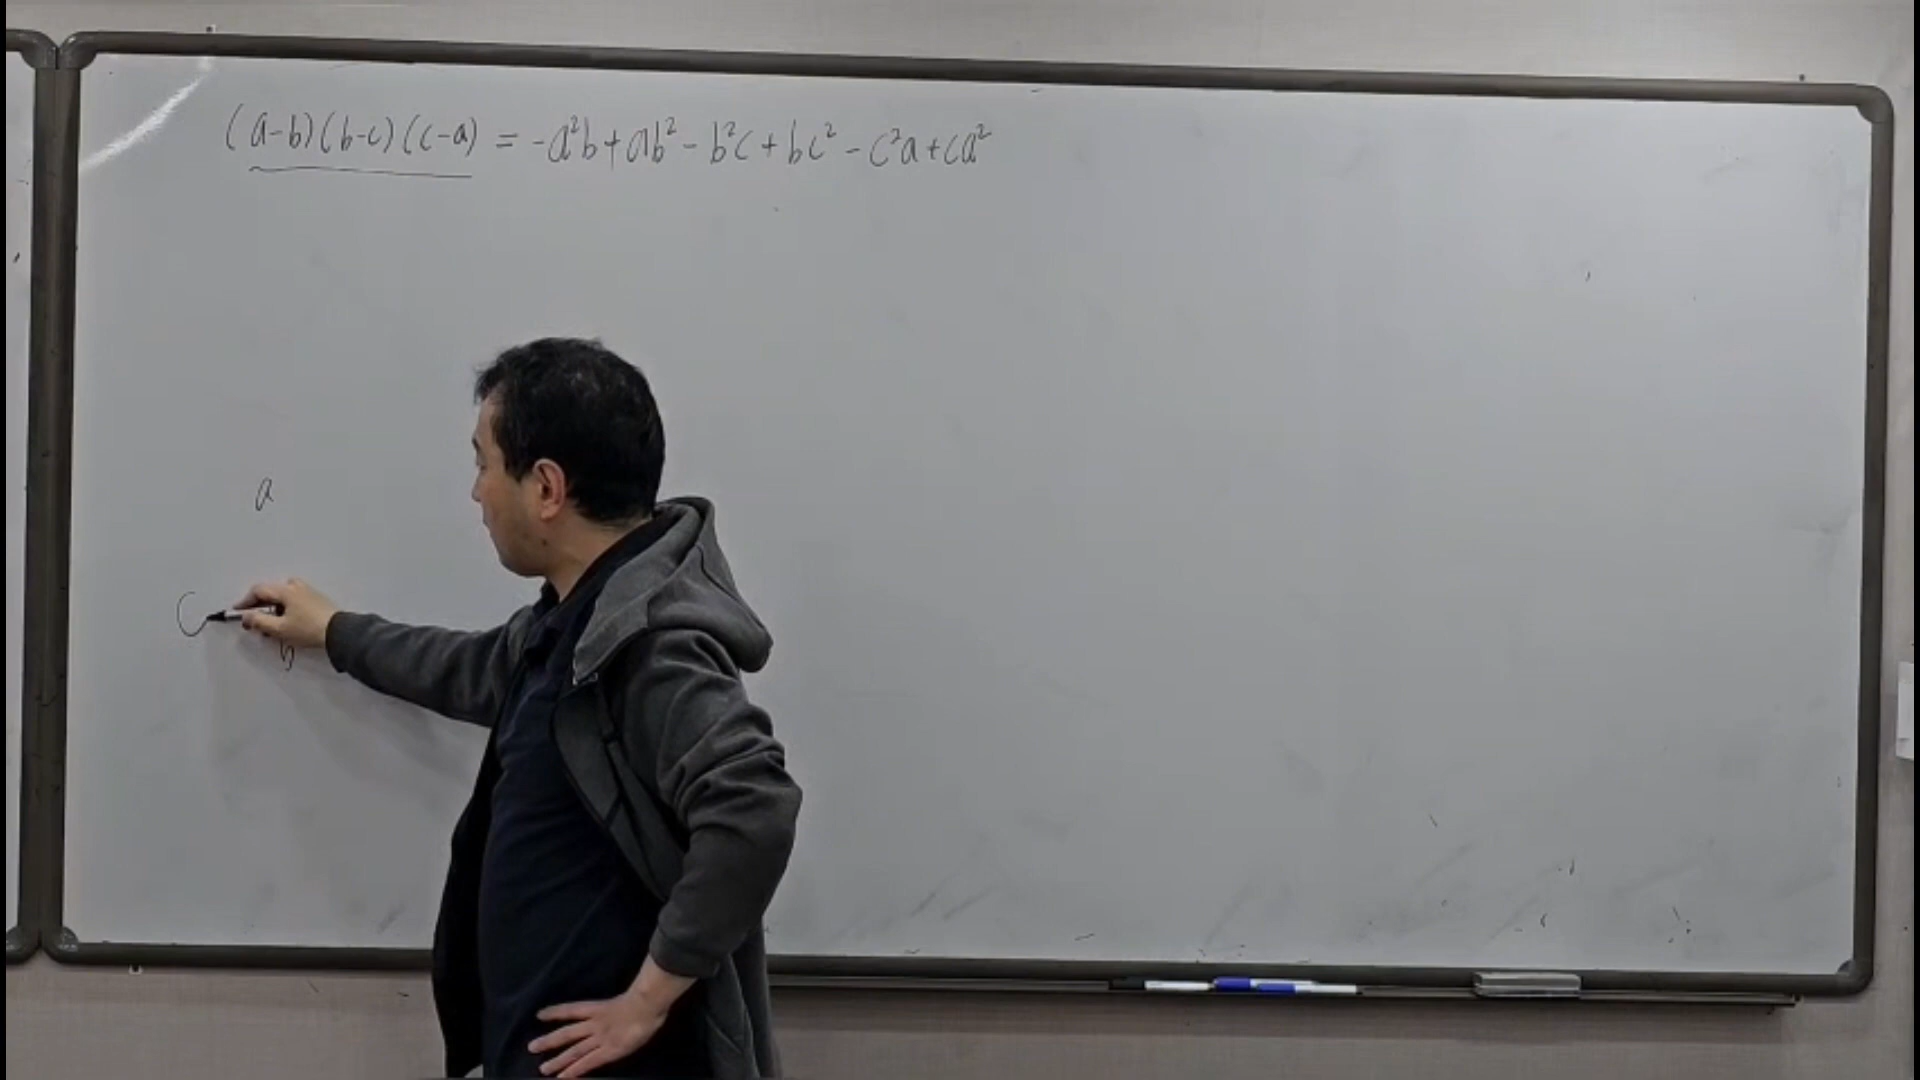 (a-b)(b-c)(c-a) = -a²b+ab²-b²c+bc²-c²a+ca²
a
c
b